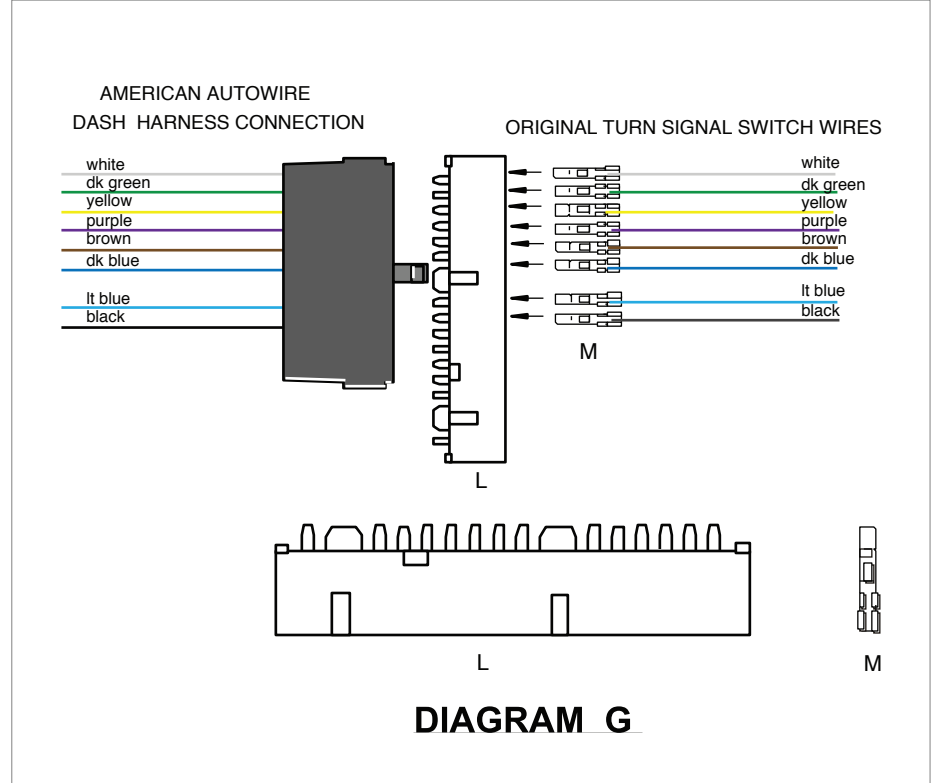 AMERICAN AUTOWIRE
DASH HARNESS CONNECTION
ORIGINAL TURN SIGNAL SWITCH WIRES
white
dk green
yellow
purple
brown
dk blue
lt blue
black
white
dk green
yellow
purple
brown
dk blue
lt blue
black
M
L
L
M
DIAGRAM G